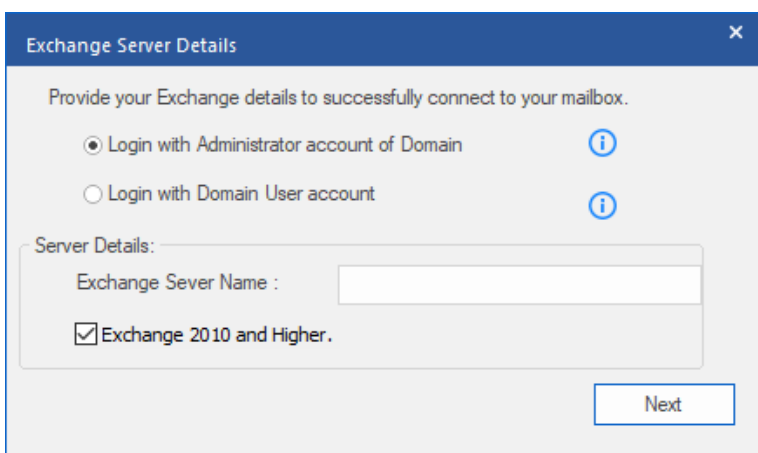 Exchange Server Details
Provide your Exchange details to successfully connect to your mailbox.
Login with Administrator account of Domain
Login with Domain User account
Server Details:
Exchange Sever Name :
Exchange 2010 and Higher.
Next